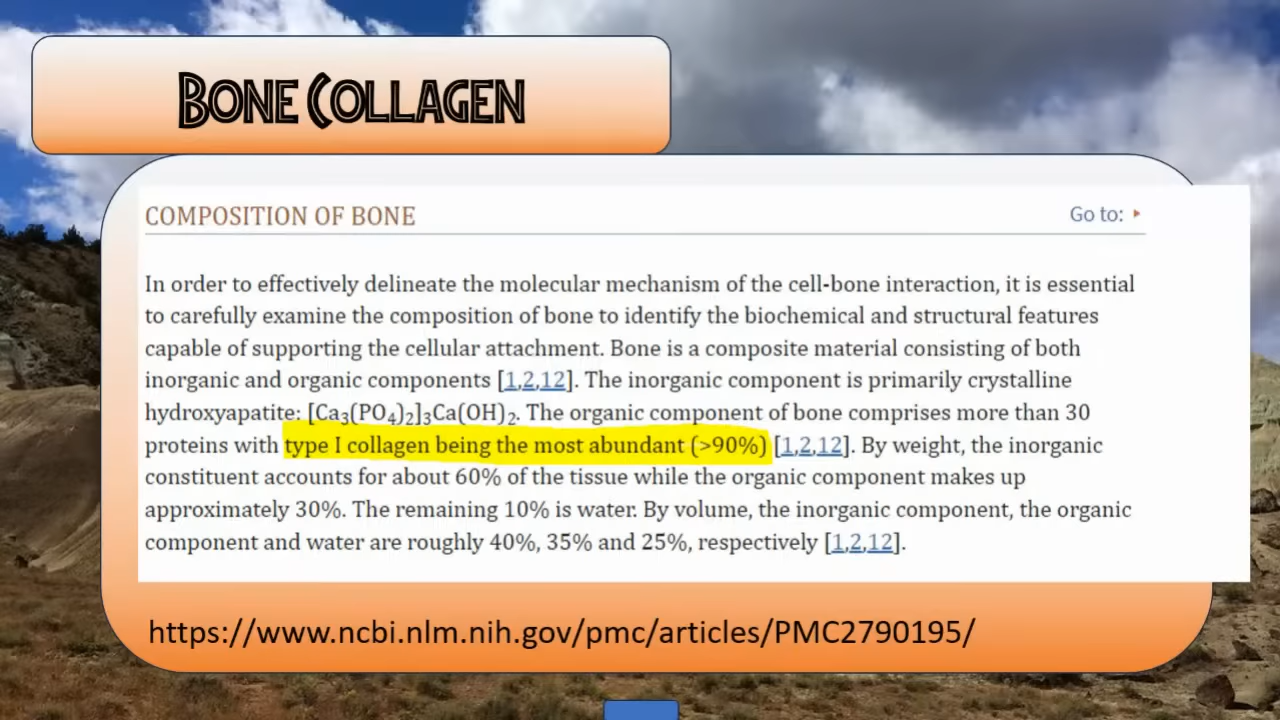 BONE COLLAGEN
COMPOSITION OF BONE
Go to:
In order to effectively delineate the molecular mechanism of the cell-bone interaction, it is essential
to carefully examine the composition of bone to identify the biochemical and structural features
capable of supporting the cellular attachment. Bone is a composite material consisting of both
inorganic and organic components [1,2,12]. The inorganic component is primarily crystalline
hydroxyapatite: [Ca₃(PO₄)₂]₃Ca(OH)₂. The organic component of bone comprises more than 30
proteins with type I collagen being the most abundant (>90%) [1,2,12]. By weight, the inorganic
constituent accounts for about 60% of the tissue while the organic component makes up
approximately 30%. The remaining 10% is water. By volume, the inorganic component, the organic
component and water are roughly 40%, 35% and 25%, respectively [1,2,12].
https://www.ncbi.nlm.nih.gov/pmc/articles/PMC2790195/